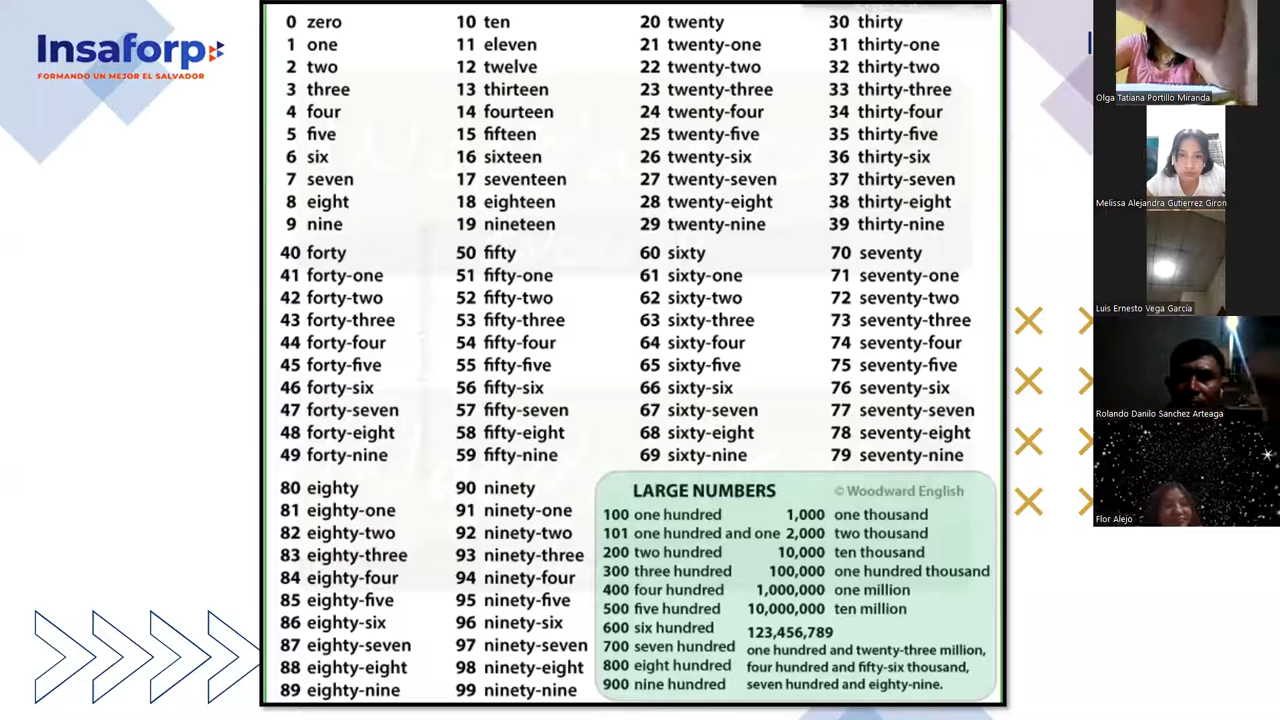 Insaforp
FORMANDO UN MEJOR EL SALVADOR
0 zero
1 one
2 two
3 three
4 four
5 five
6 six
7 seven
8 eight
9 nine
10 ten
11 eleven
12 twelve
13 thirteen
14 fourteen
15 fifteen
16 sixteen
17 seventeen
18 eighteen
19 nineteen
20 twenty
21 twenty-one
22 twenty-two
23 twenty-three
24 twenty-four
25 twenty-five
26 twenty-six
27 twenty-seven
28 twenty-eight
29 twenty-nine
30 thirty
31 thirty-one
32 thirty-two
33 thirty-three
34 thirty-four
35 thirty-five
36 thirty-six
37 thirty-seven
38 thirty-eight
39 thirty-nine
40 forty
41 forty-one
42 forty-two
43 forty-three
44 forty-four
45 forty-five
46 forty-six
47 forty-seven
48 forty-eight
49 forty-nine
50 fifty
51 fifty-one
52 fifty-two
53 fifty-three
54 fifty-four
55 fifty-five
56 fifty-six
57 fifty-seven
58 fifty-eight
59 fifty-nine
60 sixty
61 sixty-one
62 sixty-two
63 sixty-three
64 sixty-four
65 sixty-five
66 sixty-six
67 sixty-seven
68 sixty-eight
69 sixty-nine
70 seventy
71 seventy-one
72 seventy-two
73 seventy-three
74 seventy-four
75 seventy-five
76 seventy-six
77 seventy-seven
78 seventy-eight
79 seventy-nine
80 eighty
81 eighty-one
82 eighty-two
83 eighty-three
84 eighty-four
85 eighty-five
86 eighty-six
87 eighty-seven
88 eighty-eight
89 eighty-nine
90 ninety
91 ninety-one
92 ninety-two
93 ninety-three
94 ninety-four
95 ninety-five
96 ninety-six
97 ninety-seven
98 ninety-eight
99 ninety-nine
LARGE NUMBERS © Woodward English
100 one hundred
101 one hundred and one
200 two hundred
300 three hundred
400 four hundred
500 five hundred
600 six hundred
700 seven hundred
800 eight hundred
900 nine hundred
1,000 one thousand
2,000 two thousand
10,000 ten thousand
100,000 one hundred thousand
1,000,000 one million
10,000,000 ten million
123,456,789
one hundred and twenty-three million,
four hundred and fifty-six thousand,
seven hundred and eighty-nine.
Olga Tatiana Portillo Miranda
Melissa Alejandra Gutierrez Giron
Luis Ernesto Vega García
Rolando Danilo Sanchez Arteaga
Flor Alejo